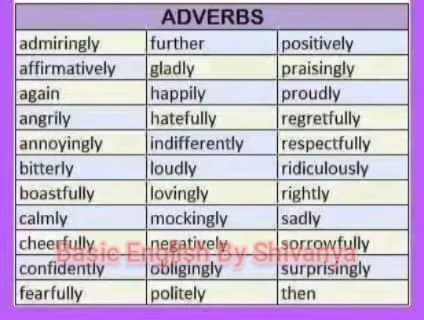 ADVERBS
admiringly further positively
affirmatively gladly praisingly
again happily proudly
angrily hatefully regretfully
annoyingly indifferently respectfully
bitterly loudly ridiculously
boastfully lovingly rightly
calmly mockingly sadly
cheerfully negatively sorrowfully
Basic English By Shivanya
confidently obligingly surprisingly
fearfully politely then